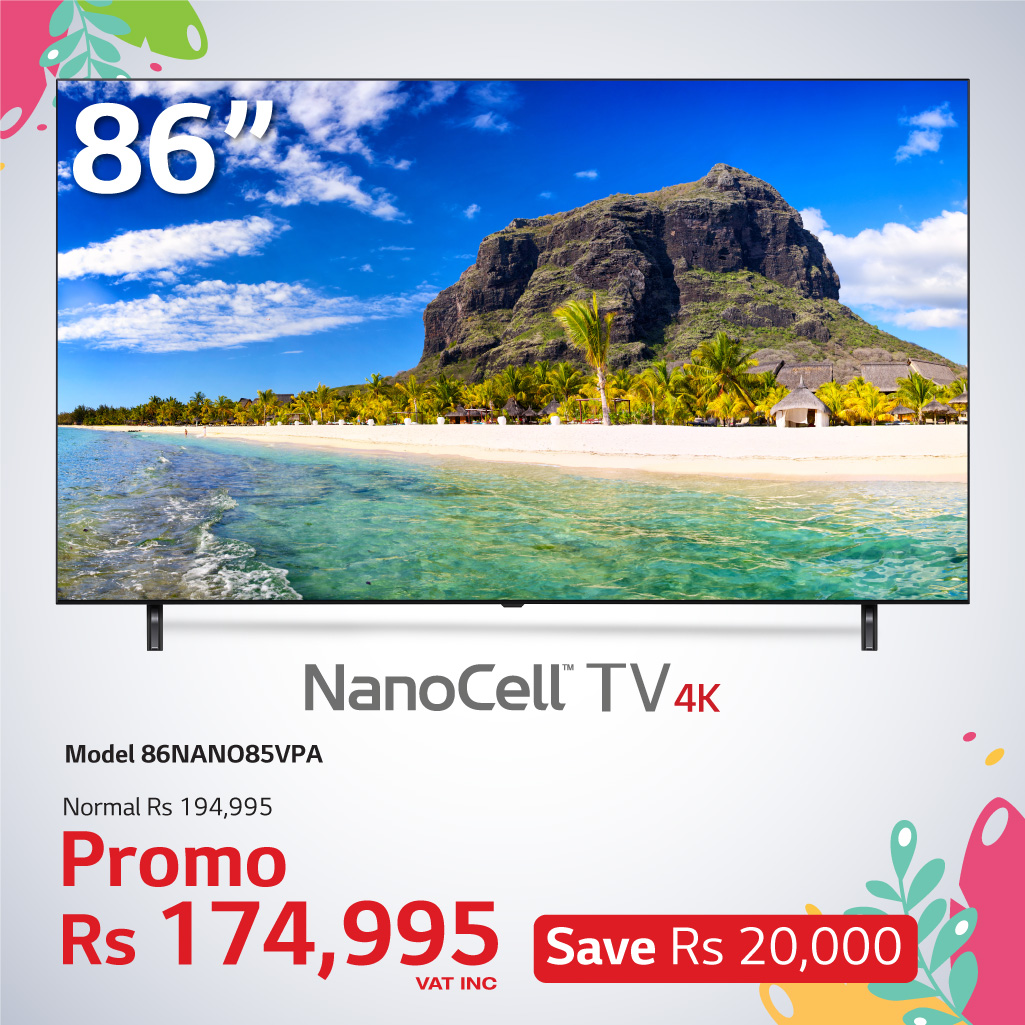 86”
NanoCell™ TV 4K
Model 86NANO85VPA
Normal Rs 194,995
Promo
Rs 174,995
VAT INC
Save Rs 20,000